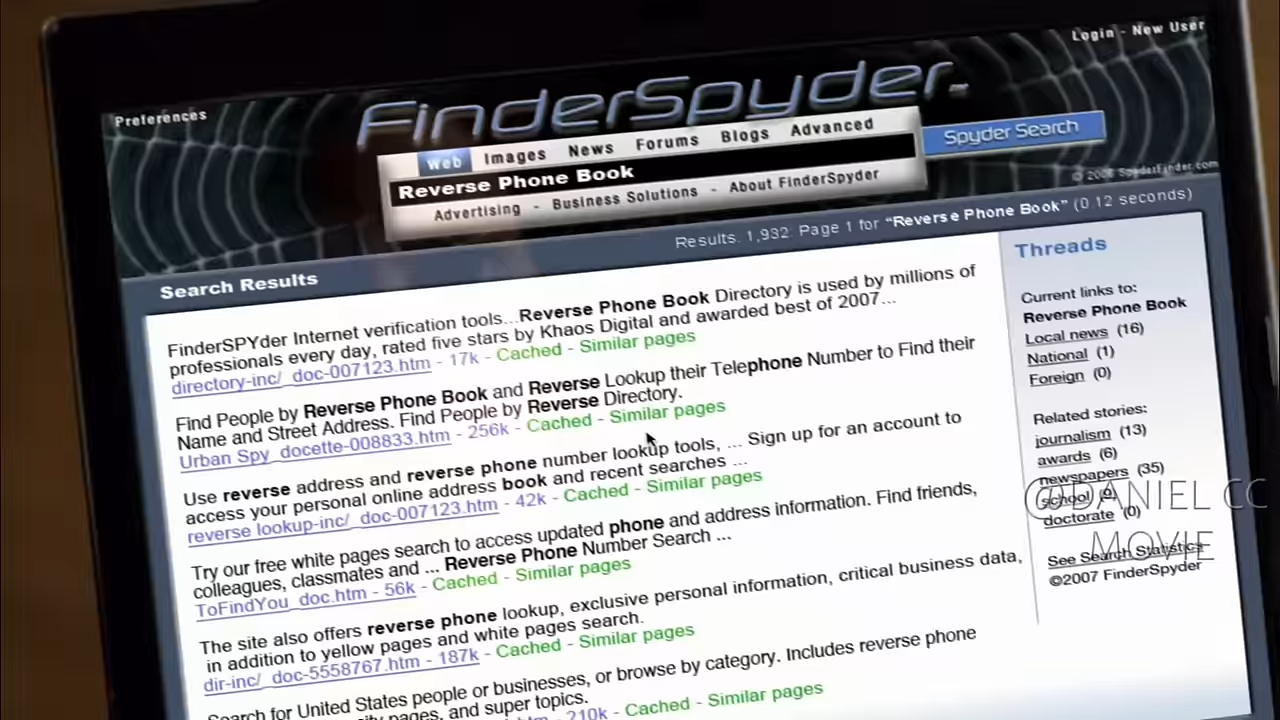 Login - New User
Preferences
FinderSpyder
Web Images News Forums Blogs Advanced
Reverse Phone Book
Spyder Search
Advertising - Business Solutions - About FinderSpyder
© 2006 SpyderFinder.com
Results. 1,932. Page 1 for “Reverse Phone Book” (0 12 seconds)
Search Results
FinderSPYder Internet verification tools...Reverse Phone Book Directory is used by millions of
professionals every day, rated five stars by Khaos Digital and awarded best of 2007...
directory-inc/_doc-007123.htm - 17k - Cached - Similar pages
Find People by Reverse Phone Book and Reverse Lookup their Telephone Number to Find their
Name and Street Address. Find People by Reverse Directory.
Urban Spy_docette-008833.htm - 256k - Cached - Similar pages
Use reverse address and reverse phone number lookup tools, ... Sign up for an account to
access your personal online address book and recent searches ...
reverse lookup-inc/_doc-007123.htm - 42k - Cached - Similar pages
Try our free white pages search to access updated phone and address information. Find friends,
colleagues, classmates and ... Reverse Phone Number Search ...
ToFindYou_doc.htm - 56k - Cached - Similar pages
The site also offers reverse phone lookup, exclusive personal information, critical business data,
in addition to yellow pages and white pages search.
dir-inc/_doc-5558767.htm - 187k - Cached - Similar pages
Search for United States people or businesses, or browse by category. Includes reverse phone
pages, and super topics.
210k - Cached - Similar pages
Threads
Current links to:
Reverse Phone Book
Local news (16)
National (1)
Foreign (0)
Related stories:
journalism (13)
awards (6)
newspapers (35)
school
doctorate (0)
See Search Statistics
©2007 FinderSpyder
@DANIEL CC
MOVIE